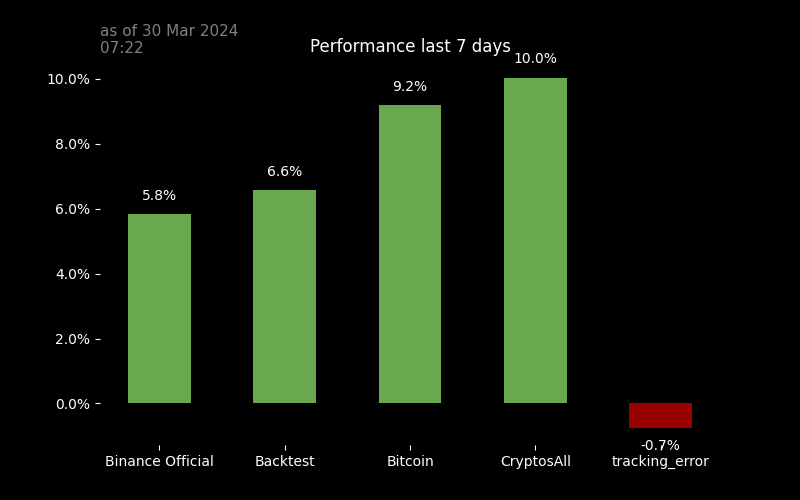 as of 30 Mar 2024
07:22
Performance last 7 days
10.0%
10.0%
9.2%
8.0%
6.6%
5.8%
6.0%
4.0%
2.0%
0.0%
-0.7%
Binance Official
Backtest
Bitcoin
CryptosAll
tracking_error